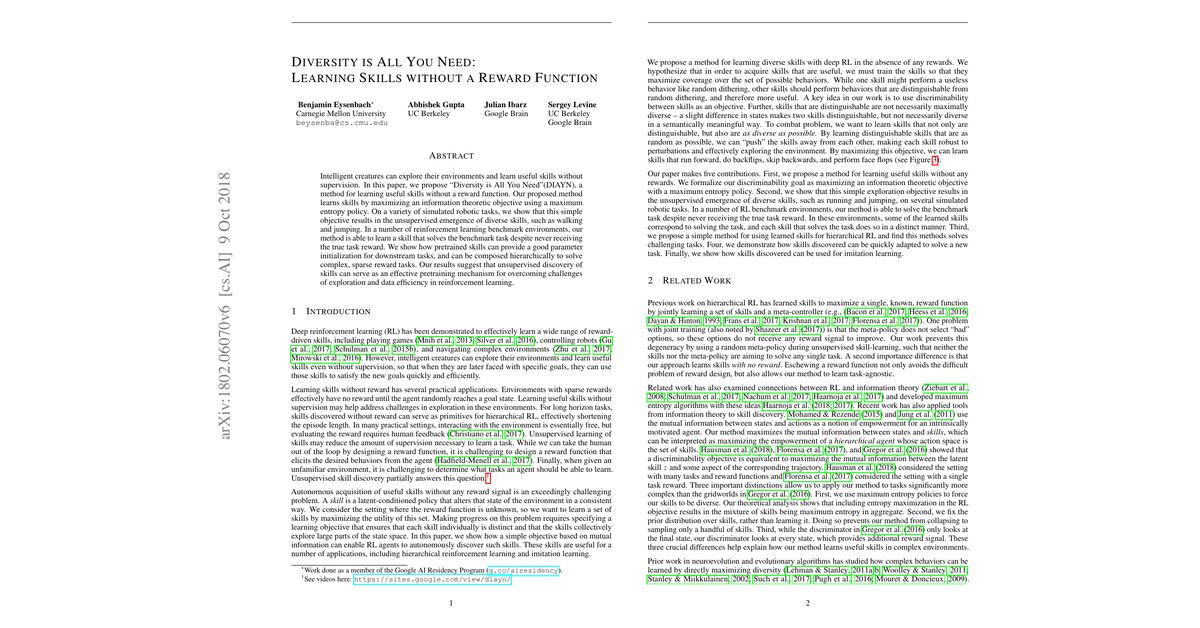 arXiv:1802.06070v6 [cs.AI] 9 Oct 2018
DIVERSITY IS ALL YOU NEED:
LEARNING SKILLS WITHOUT A REWARD FUNCTION
Benjamin Eysenbach* Abhishek Gupta Julian Ibarz Sergey Levine
Carnegie Mellon University UC Berkeley Google Brain UC Berkeley
beysenba@cs.cmu.edu Google Brain
ABSTRACT
Intelligent creatures can explore their environments and learn useful skills without
supervision. In this paper, we propose "Diversity is All You Need"(DIAYN), a
method for learning useful skills without a reward function. Our proposed method
learns skills by maximizing an information theoretic objective using a maximum
entropy policy. On a variety of simulated robotic tasks, we show that this simple
objective results in the unsupervised emergence of diverse skills, such as walking
and jumping. In a number of reinforcement learning benchmark environments, our
method is able to learn a skill that solves the benchmark task despite never receiving
the true task reward. We show how pretrained skills can provide a good parameter
initialization for downstream tasks, and can be composed hierarchically to solve
complex, sparse reward tasks. Our results suggest that unsupervised discovery of
skills can serve as an effective pretraining mechanism for overcoming challenges
of exploration and data efficiency in reinforcement learning.
1 INTRODUCTION
Deep reinforcement learning (RL) has been demonstrated to effectively learn a wide range of reward-
driven skills, including playing games (Mnih et al., 2013; Silver et al., 2016), controlling robots (Gu
et al., 2017; Schulman et al., 2015b), and navigating complex environments (Zhu et al., 2017;
Mirowski et al., 2016). However, intelligent creatures can explore their environments and learn useful
skills even without supervision, so that when they are later faced with specific goals, they can use
those skills to satisfy the new goals quickly and efficiently.
Learning skills without reward has several practical applications. Environments with sparse rewards
effectively have no reward until the agent randomly reaches a goal state. Learning useful skills without
supervision may help address challenges in exploration in these environments. For long horizon tasks,
skills discovered without reward can serve as primitives for hierarchical RL, effectively shortening
the episode length. In many practical settings, interacting with the environment is essentially free, but
evaluating the reward requires human feedback (Christiano et al., 2017). Unsupervised learning of
skills may reduce the amount of supervision necessary to learn a task. While we can take the human
out of the loop by designing a reward function, it is challenging to design a reward function that
elicits the desired behaviors from the agent (Hadfield-Menell et al., 2017). Finally, when given an
unfamiliar environment, it is challenging to determine what tasks an agent should be able to learn.
Unsupervised skill discovery partially answers this question.1
Autonomous acquisition of useful skills without any reward signal is an exceedingly challenging
problem. A skill is a latent-conditioned policy that alters that state of the environment in a consistent
way. We consider the setting where the reward function is unknown, so we want to learn a set of
skills by maximizing the utility of this set. Making progress on this problem requires specifying a
learning objective that ensures that each skill individually is distinct and that the skills collectively
explore large parts of the state space. In this paper, we show how a simple objective based on mutual
information can enable RL agents to autonomously discover such skills. These skills are useful for a
number of applications, including hierarchical reinforcement learning and imitation learning.
*Work done as a member of the Google AI Residency Program (g.co/airesidency).
1See videos here: https://sites.google.com/view/diayn/
1
We propose a method for learning diverse skills with deep RL in the absence of any rewards. We
hypothesize that in order to acquire skills that are useful, we must train the skills so that they
maximize coverage over the set of possible behaviors. While one skill might perform a useless
behavior like random dithering, other skills should perform behaviors that are distinguishable from
random dithering, and therefore more useful. A key idea in our work is to use discriminability
between skills as an objective. Further, skills that are distinguishable are not necessarily maximally
diverse – a slight difference in states makes two skills distinguishable, but not necessarily diverse
in a semantically meaningful way. To combat problem, we want to learn skills that not only are
distinguishable, but also are as diverse as possible. By learning distinguishable skills that are as
random as possible, we can "push" the skills away from each other, making each skill robust to
perturbations and effectively exploring the environment. By maximizing this objective, we can learn
skills that run forward, do backflips, skip backwards, and perform face flops (see Figure 3).
Our paper makes five contributions. First, we propose a method for learning useful skills without any
rewards. We formalize our discriminability goal as maximizing an information theoretic objective
with a maximum entropy policy. Second, we show that this simple exploration objective results in
the unsupervised emergence of diverse skills, such as running and jumping, on several simulated
robotic tasks. In a number of RL benchmark environments, our method is able to solve the benchmark
task despite never receiving the true task reward. In these environments, some of the learned skills
correspond to solving the task, and each skill that solves the task does so in a distinct manner. Third,
we propose a simple method for using learned skills for hierarchical RL and find this methods solves
challenging tasks. Four, we demonstrate how skills discovered can be quickly adapted to solve a new
task. Finally, we show how skills discovered can be used for imitation learning.
2 RELATED WORK
Previous work on hierarchical RL has learned skills to maximize a single, known, reward function
by jointly learning a set of skills and a meta-controller (e.g., (Bacon et al., 2017; Heess et al., 2016;
Dayan & Hinton, 1993; Frans et al., 2017; Krishnan et al., 2017; Florensa et al., 2017)). One problem
with joint training (also noted by Shazeer et al. (2017)) is that the meta-policy does not select "bad"
options, so these options do not receive any reward signal to improve. Our work prevents this
degeneracy by using a random meta-policy during unsupervised skill-learning, such that neither the
skills nor the meta-policy are aiming to solve any single task. A second importance difference is that
our approach learns skills with no reward. Eschewing a reward function not only avoids the difficult
problem of reward design, but also allows our method to learn task-agnostic.
Related work has also examined connections between RL and information theory (Ziebart et al.,
2008; Schulman et al., 2017; Nachum et al., 2017; Haarnoja et al., 2017) and developed maximum
entropy algorithms with these ideas Haarnoja et al. (2018; 2017). Recent work has also applied tools
from information theory to skill discovery. Mohamed & Rezende (2015) and Jung et al. (2011) use
the mutual information between states and actions as a notion of empowerment for an intrinsically
motivated agent. Our method maximizes the mutual information between states and skills, which
can be interpreted as maximizing the empowerment of a hierarchical agent whose action space is
the set of skills. Hausman et al. (2018), Florensa et al. (2017), and Gregor et al. (2016) showed that
a discriminability objective is equivalent to maximizing the mutual information between the latent
skill z and some aspect of the corresponding trajectory. Hausman et al. (2018) considered the setting
with many tasks and reward functions and Florensa et al. (2017) considered the setting with a single
task reward. Three important distinctions allow us to apply our method to tasks significantly more
complex than the gridworlds in Gregor et al. (2016). First, we use maximum entropy policies to force
our skills to be diverse. Our theoretical analysis shows that including entropy maximization in the RL
objective results in the mixture of skills being maximum entropy in aggregate. Second, we fix the
prior distribution over skills, rather than learning it. Doing so prevents our method from collapsing to
sampling only a handful of skills. Third, while the discriminator in Gregor et al. (2016) only looks at
the final state, our discriminator looks at every state, which provides additional reward signal. These
three crucial differences help explain how our method learns useful skills in complex environments.
Prior work in neuroevolution and evolutionary algorithms has studied how complex behaviors can be
learned by directly maximizing diversity (Lehman & Stanley, 2011a;b; Woolley & Stanley, 2011;
Stanley & Miikkulainen, 2002; Such et al., 2017; Pugh et al., 2016; Mouret & Doncieux, 2009).
2